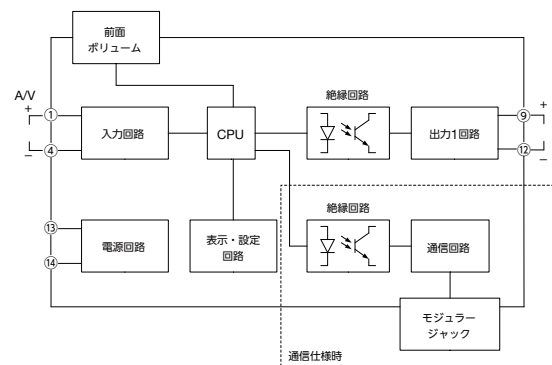 前面
ボリューム
A/V
+
−
①
④
入力回路
CPU
絶縁回路
出力1回路
⑨
⑫
+
−
⑬
⑭
電源回路
表示・設定
回路
絶縁回路
通信回路
モジュラー
ジャック
通信仕様時